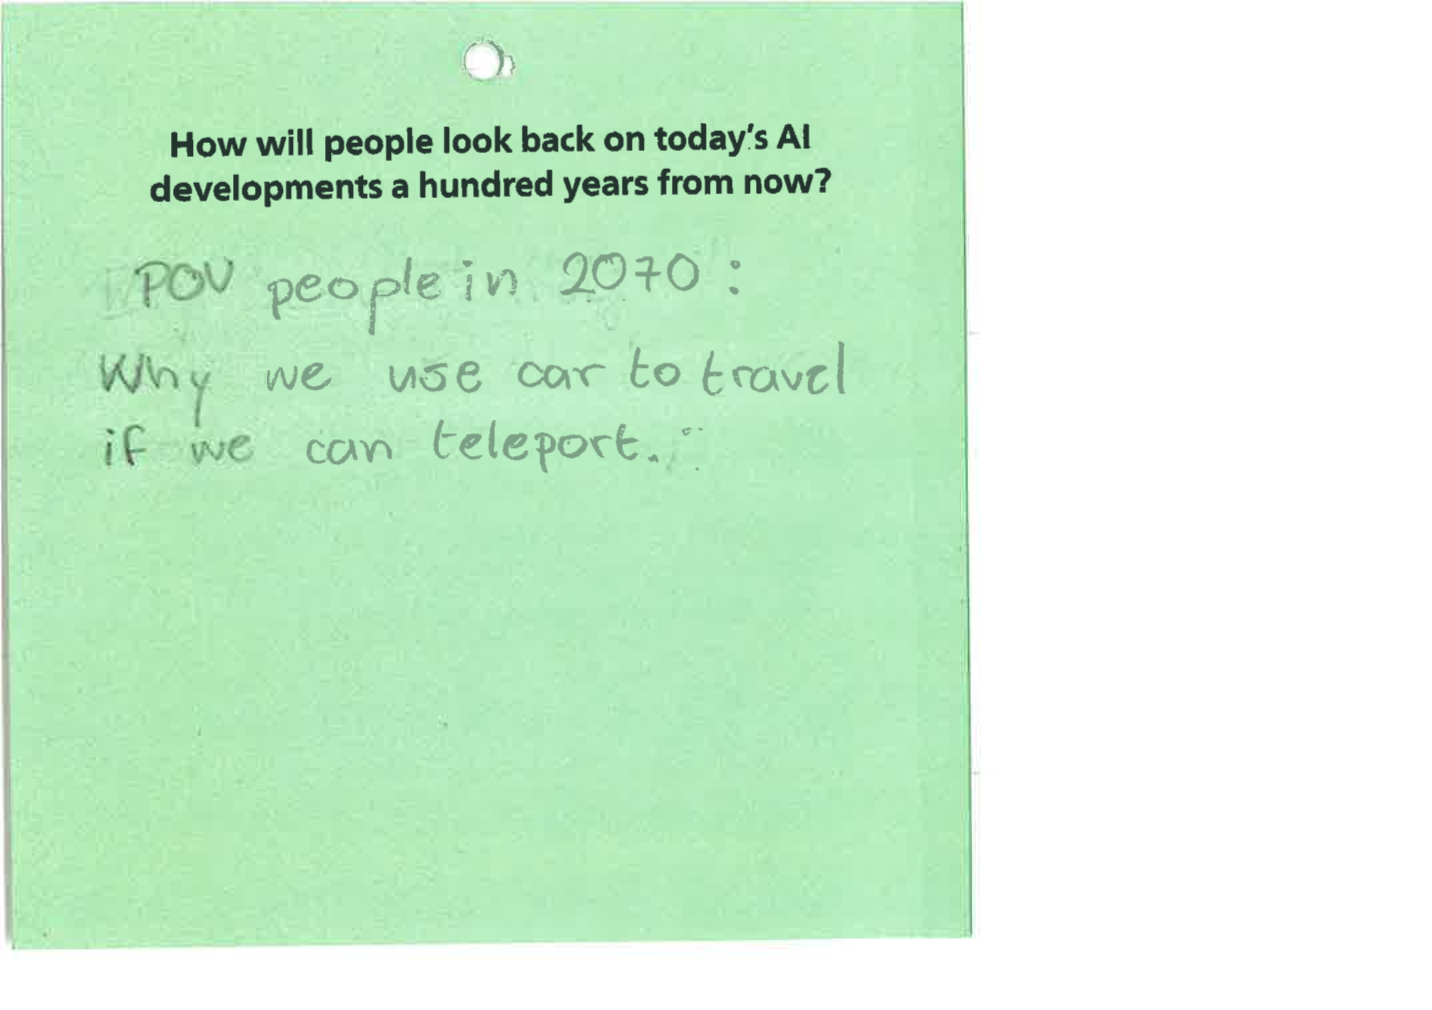 How will people look back on today's AI
developments a hundred years from now?
POV people in 2070:
Why we use car to travel
if we can teleport.